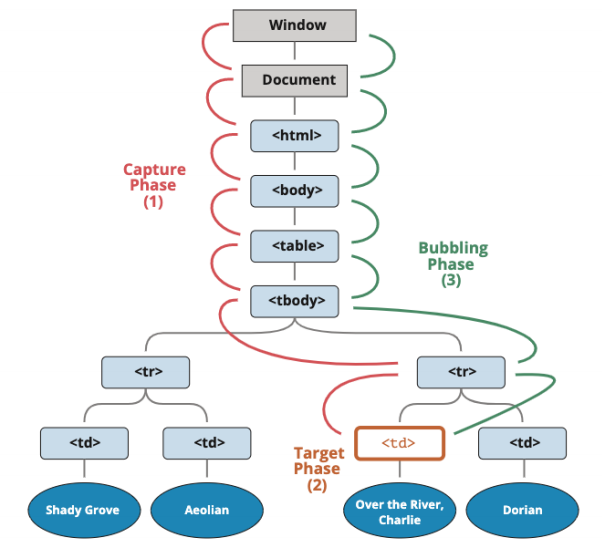 Window
Document
<html>
<body>
Capture
Phase
(1)
<table>
Bubbling
Phase
(3)
<tbody>
<tr>
<tr>
<td>
<td>
<td>
<td>
Target
Phase
(2)
Shady Grove
Aeolian
Over the River,
Charlie
Dorian